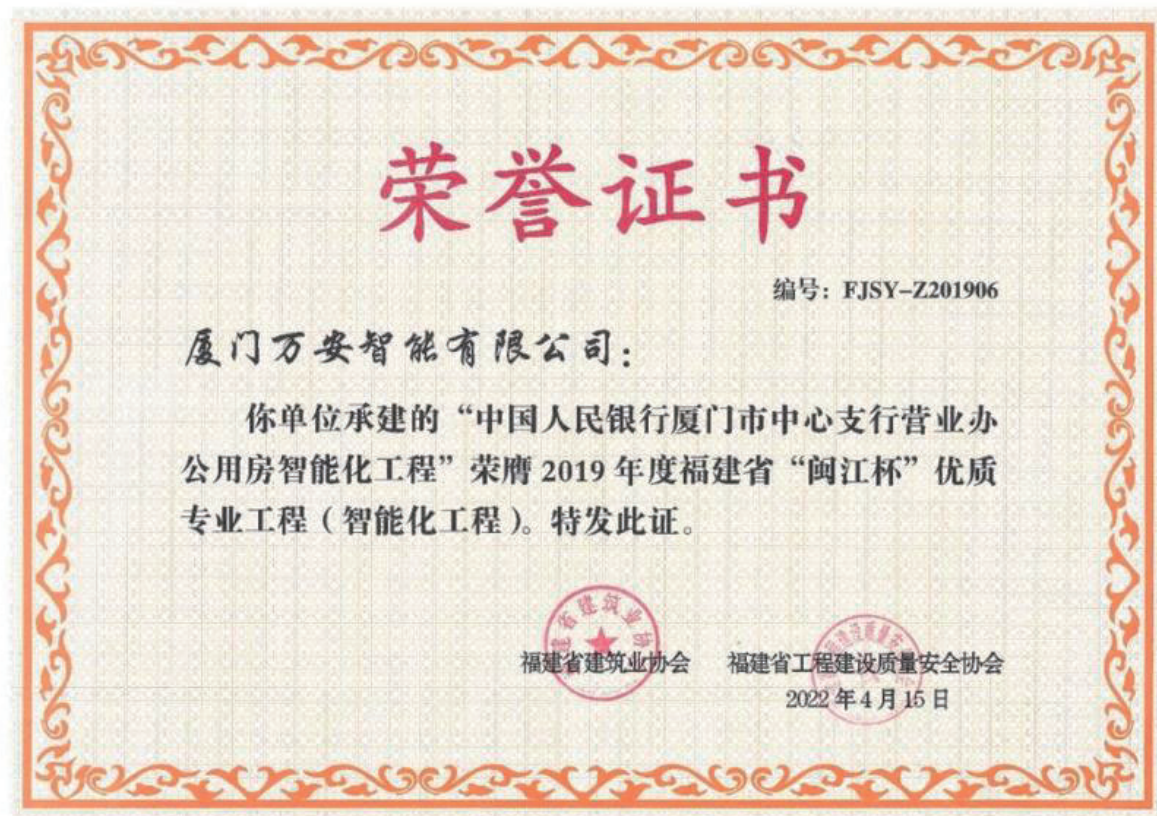 荣誉证书
编号：FJSY-Z201906
厦门万安智能有限公司：
你单位承建的“中国人民银行厦门市中心支行营业办
公用房智能化工程”荣膺2019年度福建省“闽江杯”优质
专业工程（智能化工程）。特发此证。
福建省建筑业协会
福建省工程建设质量安全协会
2022年4月15日